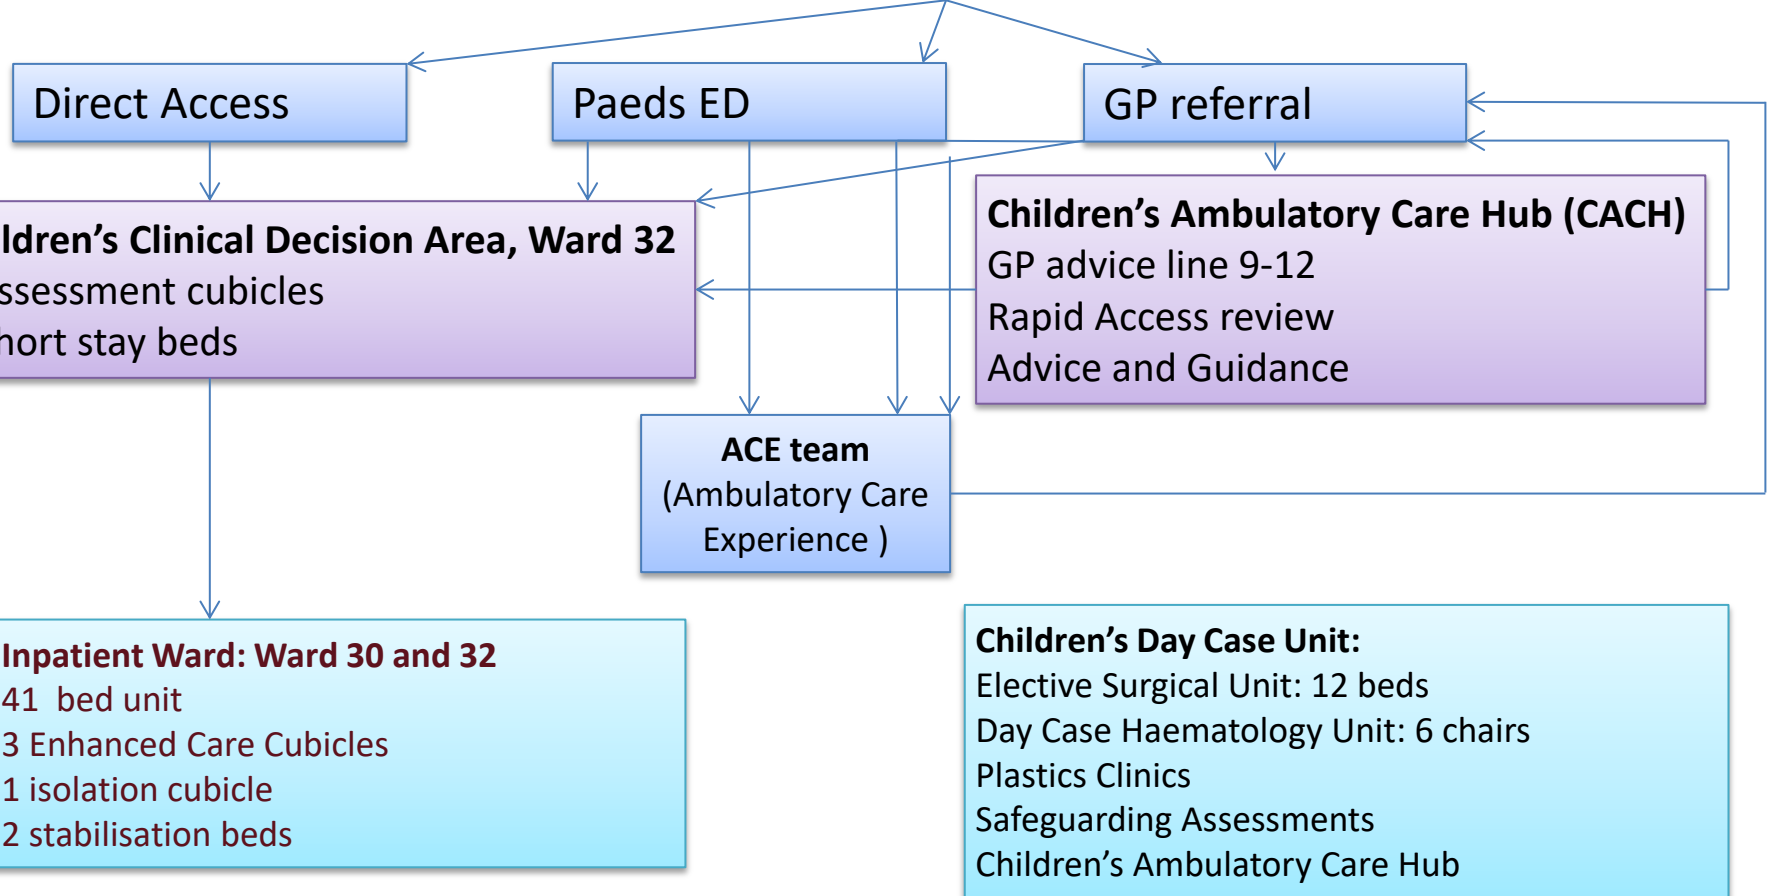 Direct Access
Paeds ED
GP referral
ldren’s Clinical Decision Area, Ward 32
ssessment cubicles
hort stay beds
Children’s Ambulatory Care Hub (CACH)
GP advice line 9-12
Rapid Access review
Advice and Guidance
ACE team
(Ambulatory Care
Experience )
Inpatient Ward: Ward 30 and 32
41 bed unit
3 Enhanced Care Cubicles
1 isolation cubicle
2 stabilisation beds
Children’s Day Case Unit:
Elective Surgical Unit: 12 beds
Day Case Haematology Unit: 6 chairs
Plastics Clinics
Safeguarding Assessments
Children’s Ambulatory Care Hub